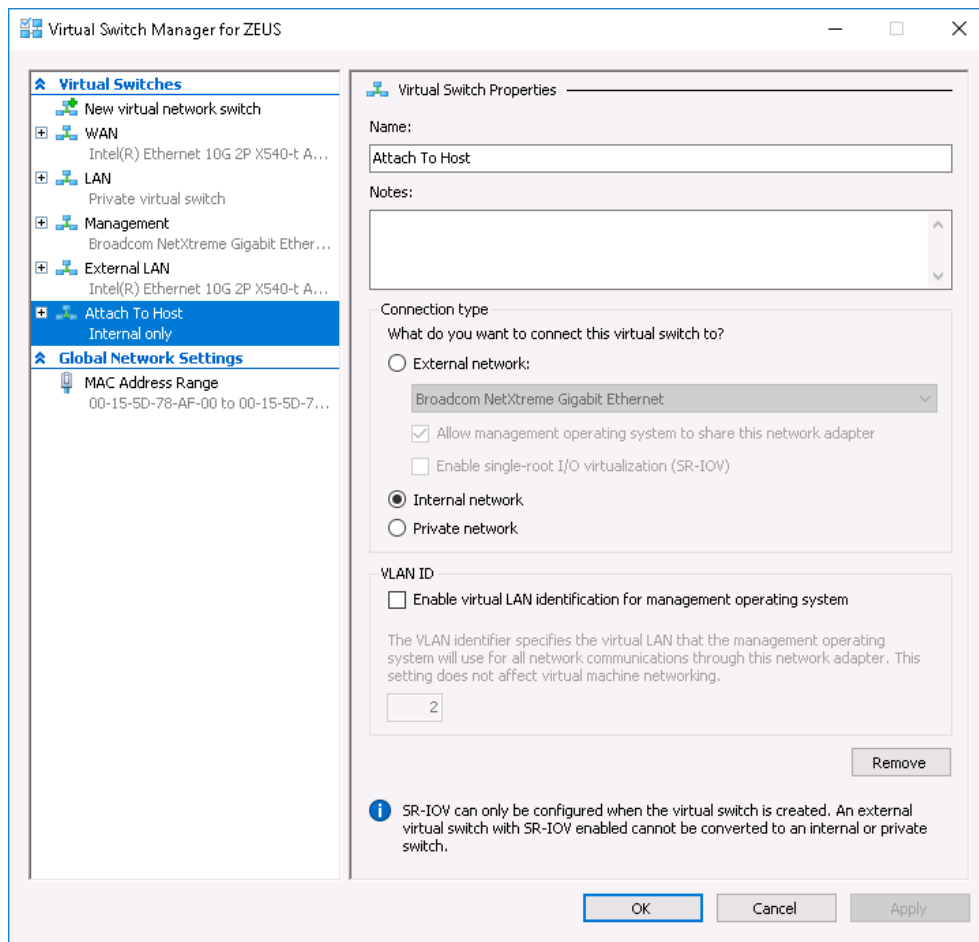 Virtual Switch Manager for ZEUS
Virtual Switches
New virtual network switch
WAN
Intel(R) Ethernet 10G 2P X540-t A...
LAN
Private virtual switch
Management
Broadcom NetXtreme Gigabit Ether...
External LAN
Intel(R) Ethernet 10G 2P X540-t A...
Attach To Host
Internal only
Global Network Settings
MAC Address Range
00-15-5D-78-AF-00 to 00-15-5D-7...
Virtual Switch Properties
Name:
Attach To Host
Notes:
Connection type
What do you want to connect this virtual switch to?
External network:
Broadcom NetXtreme Gigabit Ethernet
Allow management operating system to share this network adapter
Enable single-root I/O virtualization (SR-IOV)
Internal network
Private network
VLAN ID
Enable virtual LAN identification for management operating system
The VLAN identifier specifies the virtual LAN that the management operating
system will use for all network communications through this network adapter. This
setting does not affect virtual machine networking.
2
Remove
SR-IOV can only be configured when the virtual switch is created. An external
virtual switch with SR-IOV enabled cannot be converted to an internal or private
switch.
OK
Cancel
Apply